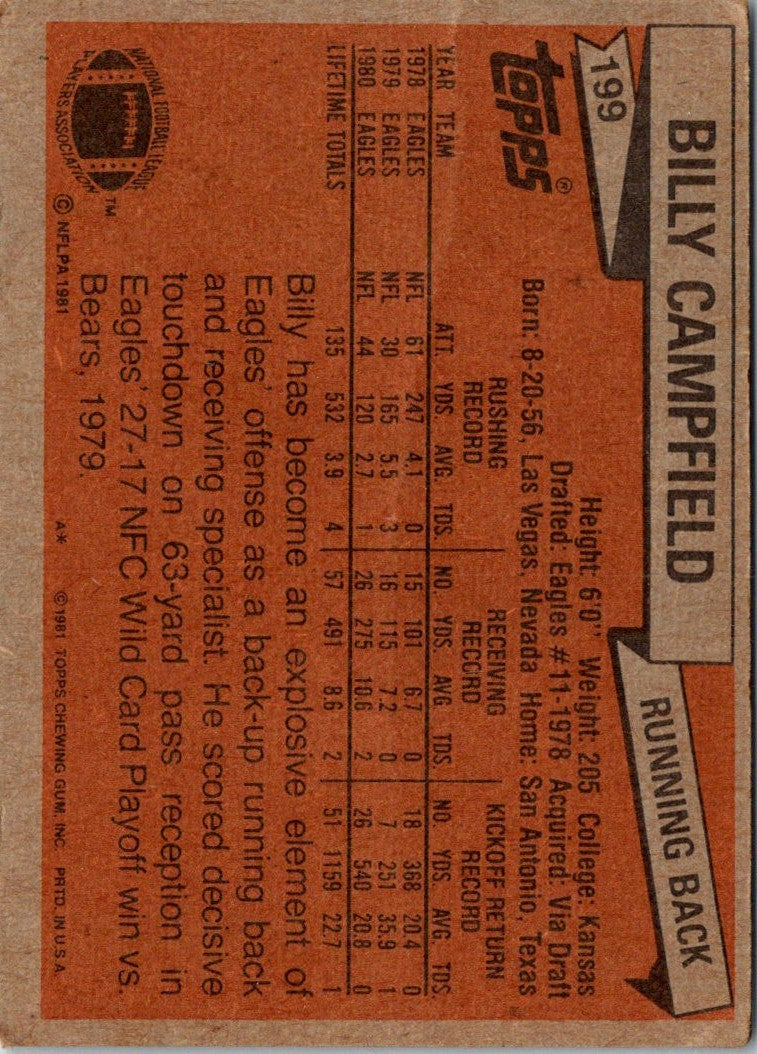 BILLY CAMPFIELD
RUNNING BACK
199
TOPPS®
Height: 6'0" Weight: 205 College: Kansas
Drafted: Eagles #11-1978 Acquired: Via Draft
Born: 8-20-56, Las Vegas, Nevada Home: San Antonio, Texas
RUSHING RECORD RECEIVING RECORD KICKOFF RETURN RECORD
YEAR TEAM ATT. YDS. AVG. TDS. NO. YDS. AVG TDS. NO. YDS. AVG TDS.
1978 EAGLES NFL 61 247 4.1 0 15 101 6.7 0 18 368 20.4 0
1979 EAGLES NFL 30 165 5.5 3 16 115 7.2 0 7 251 35.9 1
1980 EAGLES NFL 44 120 2.7 1 26 275 10.6 2 26 540 20.8 0
LIFETIME TOTALS 135 532 3.9 4 57 491 8.6 2 51 1159 22.7 1
Billy has become an explosive element of
Eagles' offense as a back-up running back
and receiving specialist. He scored decisive
touchdown on 63-yard pass reception in
Eagles' 27-17 NFC Wild Card Playoff win vs.
Bears, 1979.
NATIONAL FOOTBALL LEAGUE
PLAYERS ASSOCIATION
TM
© NFLPA 1981
A* © 1981 TOPPS CHEWING GUM, INC. PRTD. IN U.S.A.